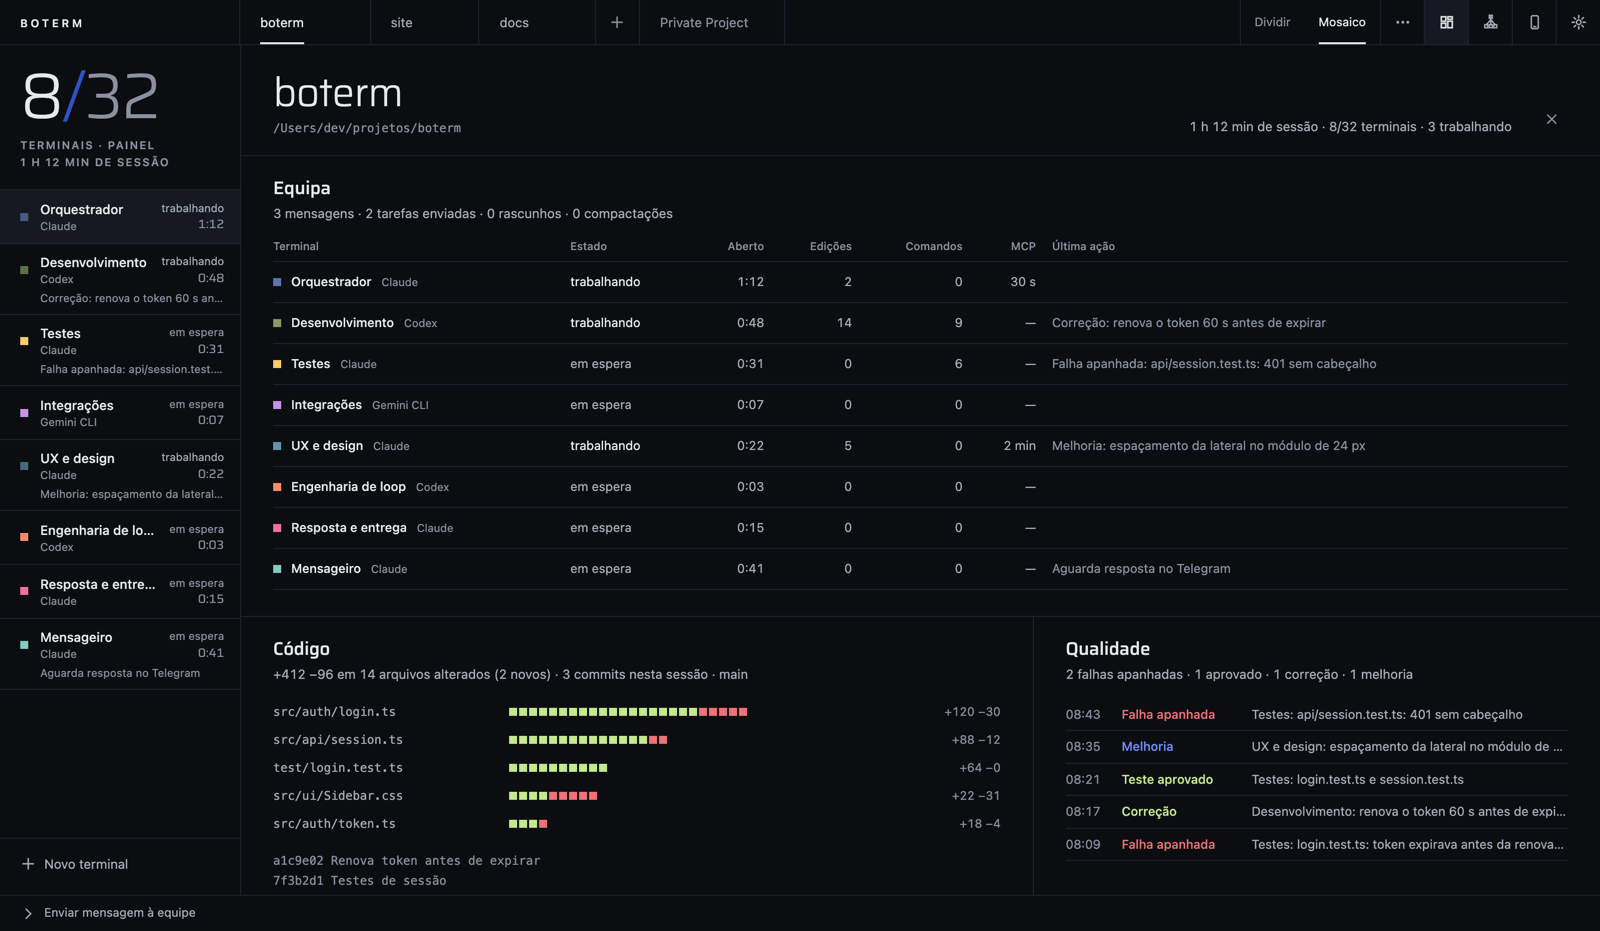 BOTERM
boterm
site
docs
Private Project
Dividir
Mosaico
8/32
TERMINAIS · PAINEL
1 H 12 MIN DE SESSÃO
Orquestrador trabalhando
Claude 1:12
Desenvolvimento trabalhando
Codex 0:48
Correção: renova o token 60 s an...
Testes em espera
Claude 0:31
Falha apanhada: api/session.test....
Integrações em espera
Gemini CLI 0:07
UX e design trabalhando
Claude 0:22
Melhoria: espaçamento da lateral...
Engenharia de lo... em espera
Codex 0:03
Resposta e entre... em espera
Claude 0:15
Mensageiro em espera
Claude 0:41
Aguarda resposta no Telegram
Novo terminal
boterm
/Users/dev/projetos/boterm
1 h 12 min de sessão · 8/32 terminais · 3 trabalhando
Equipa
3 mensagens · 2 tarefas enviadas · 0 rascunhos · 0 compactações
Terminal Estado Aberto Edições Comandos MCP Última ação
Orquestrador Claude trabalhando 1:12 2 0 30 s
Desenvolvimento Codex trabalhando 0:48 14 9 — Correção: renova o token 60 s antes de expirar
Testes Claude em espera 0:31 0 6 — Falha apanhada: api/session.test.ts: 401 sem cabeçalho
Integrações Gemini CLI em espera 0:07 0 0 —
UX e design Claude trabalhando 0:22 5 0 2 min Melhoria: espaçamento da lateral no módulo de 24 px
Engenharia de loop Codex em espera 0:03 0 0 —
Resposta e entrega Claude em espera 0:15 0 0 —
Mensageiro Claude em espera 0:41 0 0 — Aguarda resposta no Telegram
Código
+412 −96 em 14 arquivos alterados (2 novos) · 3 commits nesta sessão · main
src/auth/login.ts +120 −30
src/api/session.ts +88 −12
test/login.test.ts +64 −0
src/ui/Sidebar.css +22 −31
src/auth/token.ts +18 −4
a1c9e02 Renova token antes de expirar
7f3b2d1 Testes de sessão
Qualidade
2 falhas apanhadas · 1 aprovado · 1 correção · 1 melhoria
08:43 Falha apanhada Testes: api/session.test.ts: 401 sem cabeçalho
08:35 Melhoria UX e design: espaçamento da lateral no módulo de ...
08:21 Teste aprovado Testes: login.test.ts e session.test.ts
08:17 Correção Desenvolvimento: renova o token 60 s antes de expi...
08:09 Falha apanhada Testes: login.test.ts: token expirava antes da renova...
Enviar mensagem à equipe